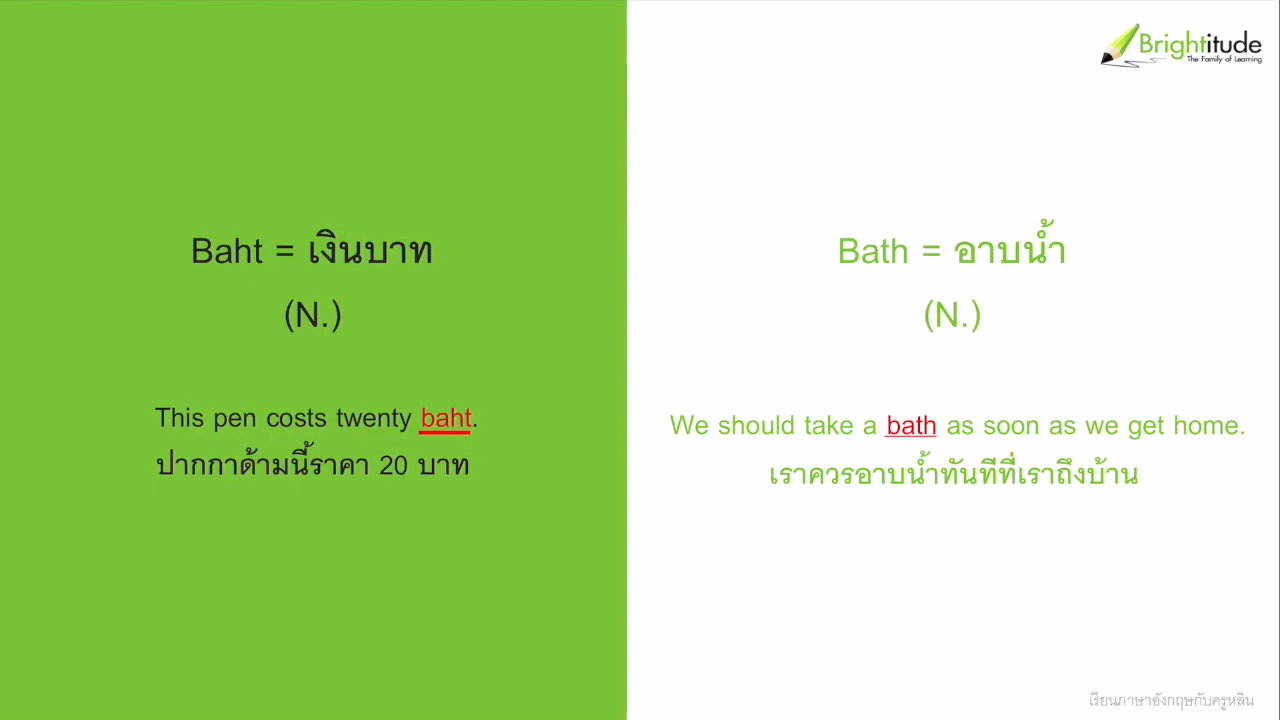 Brightitude
The Family of Learning
Baht = เงินบาท
(N.)
This pen costs twenty baht.
ปากกาด้ามนี้ราคา 20 บาท
Bath = อาบน้ำ
(N.)
We should take a bath as soon as we get home.
เราควรอาบน้ำทันทีที่เราถึงบ้าน
เรียนภาษาอังกฤษกับครูหลิน